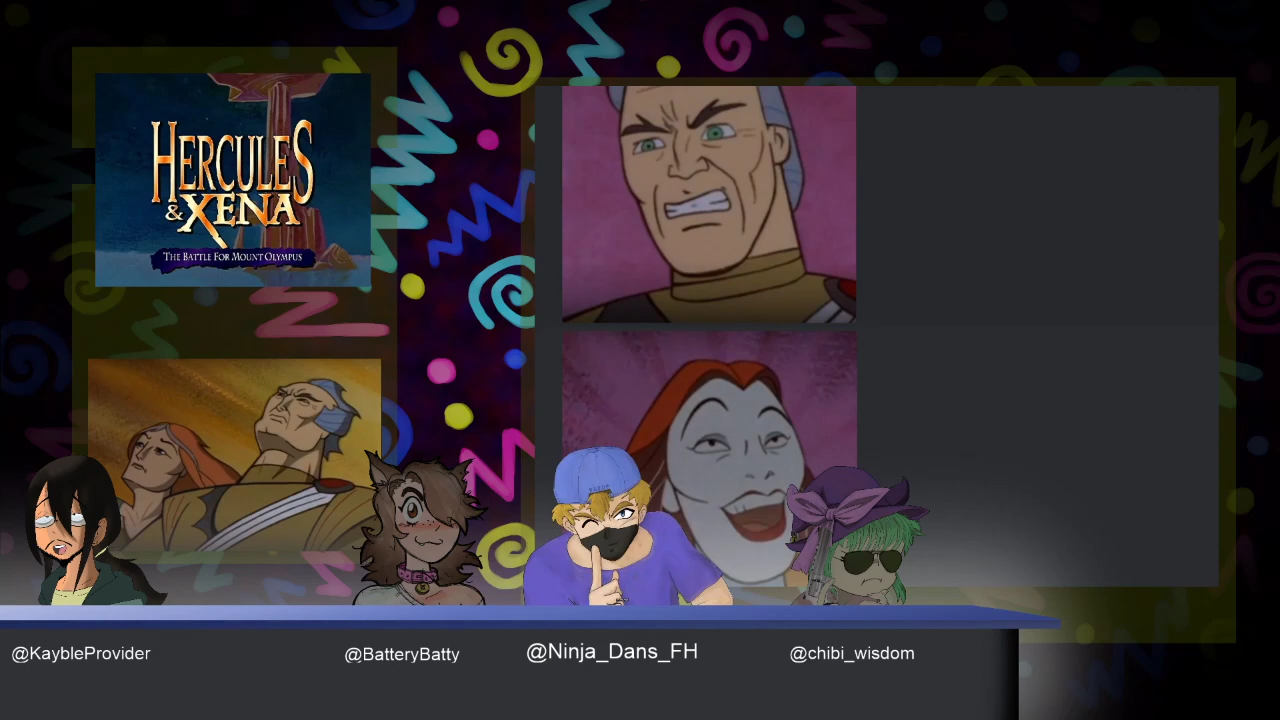 HERCULES
& XENA
THE BATTLE FOR MOUNT OLYMPUS
@KaybleProvider
@BatteryBatty
@Ninja_Dans_FH
@chibi_wisdom